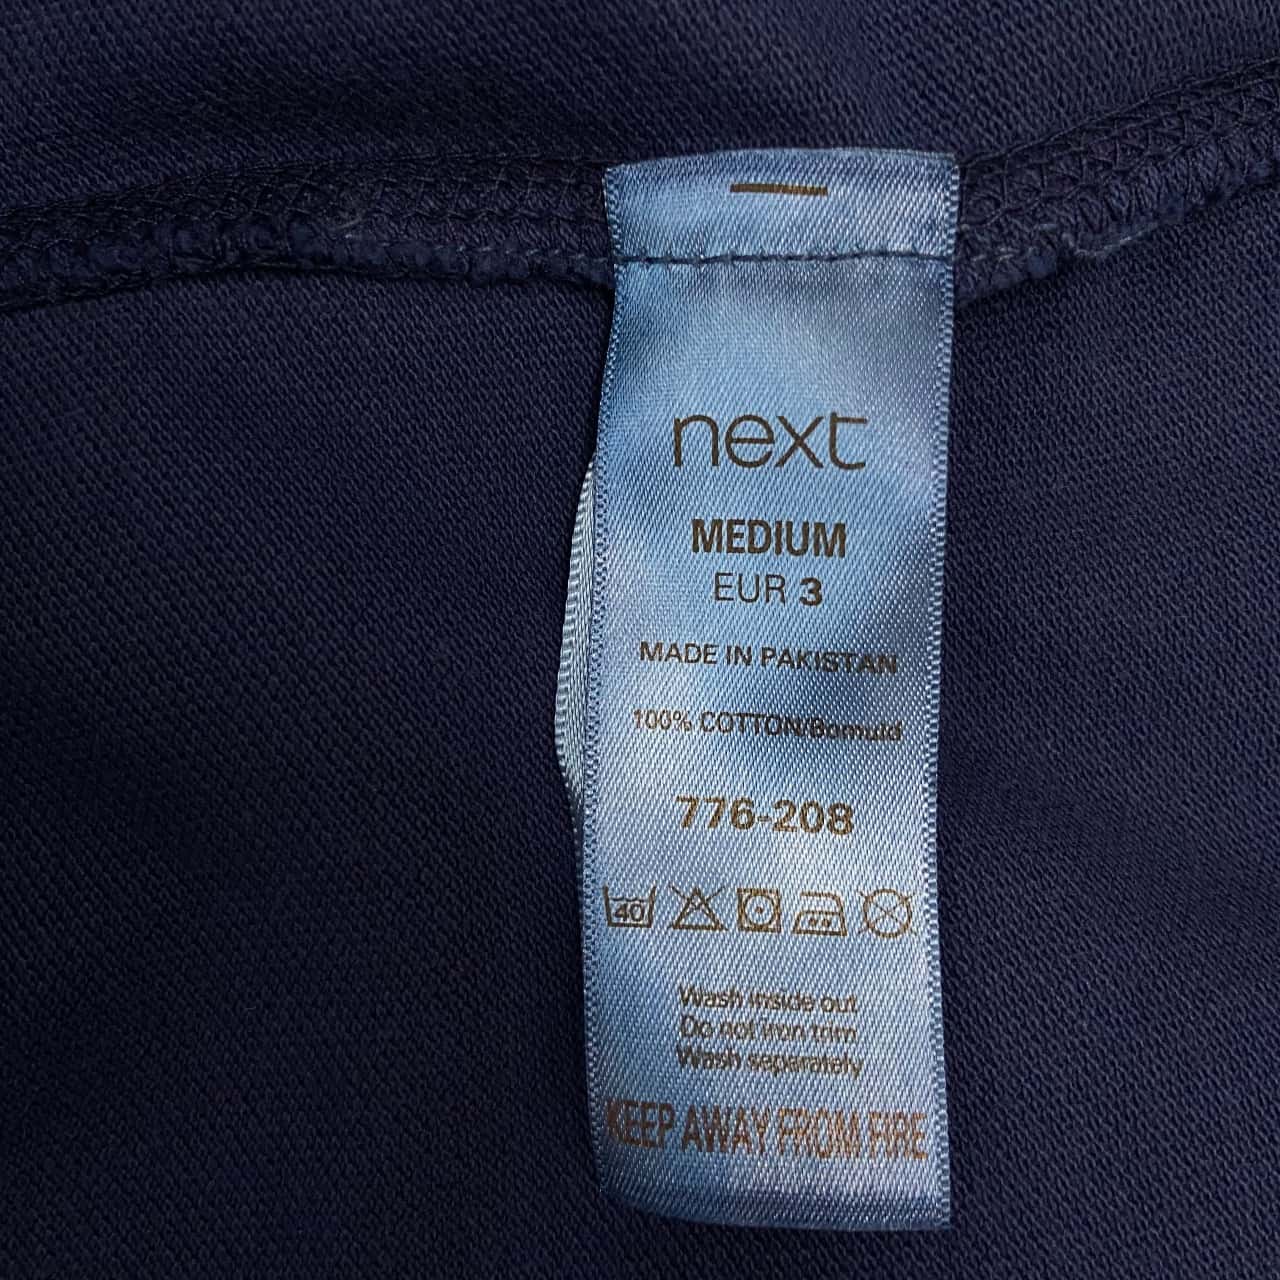 next
MEDIUM
EUR 3
MADE IN PAKISTAN
100% COTTON/Bomuld
776-208
40
Wash inside out
Do not iron trim
Wash separately
KEEP AWAY FROM FIRE